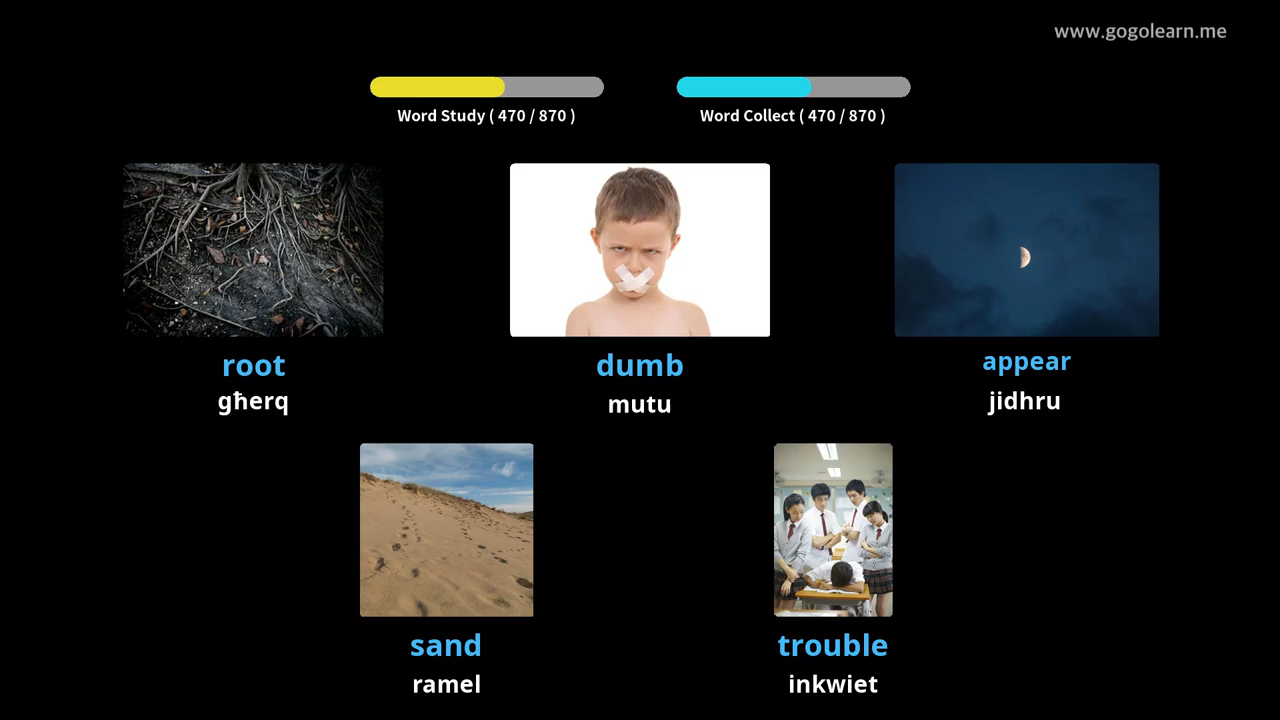 www.gogolearn.me
Word Study ( 470 / 870 )
Word Collect ( 470 / 870 )
root
għerq
dumb
mutu
appear
jidhru
sand
ramel
trouble
inkwiet